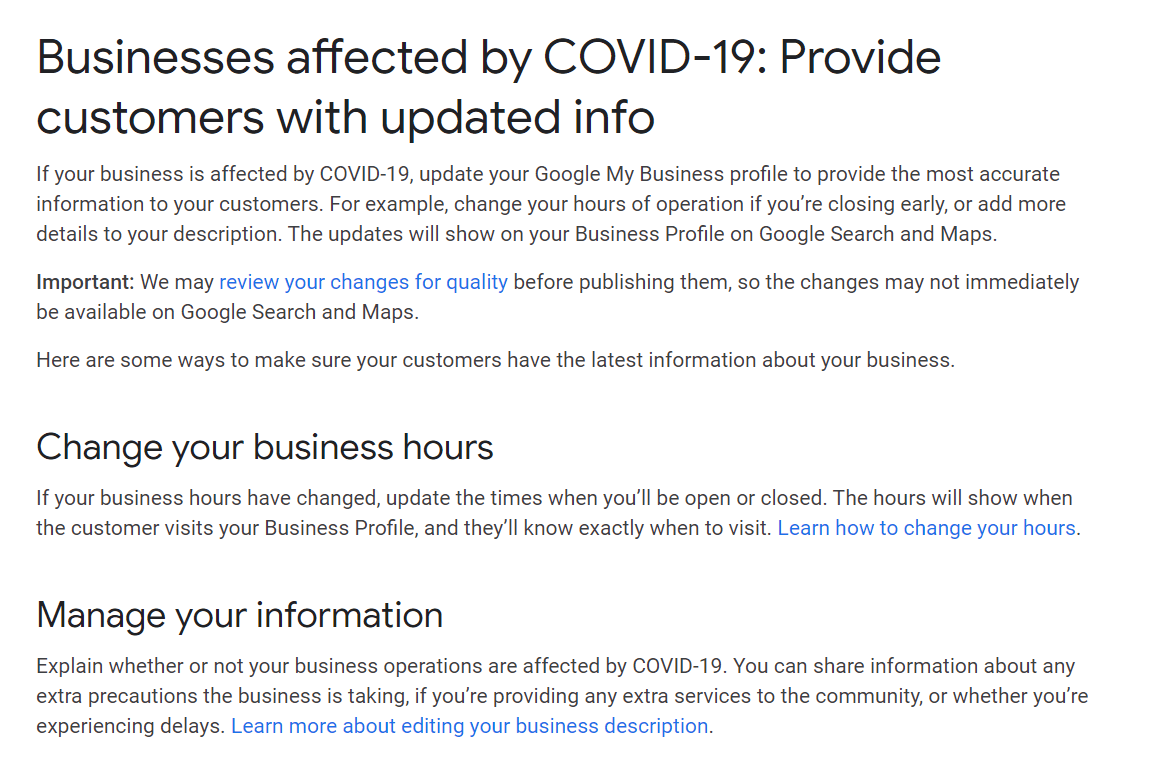 Businesses affected by COVID-19: Provide
customers with updated info
If your business is affected by COVID-19, update your Google My Business profile to provide the most accurate
information to your customers. For example, change your hours of operation if you’re closing early, or add more
details to your description. The updates will show on your Business Profile on Google Search and Maps.
Important: We may review your changes for quality before publishing them, so the changes may not immediately
be available on Google Search and Maps.
Here are some ways to make sure your customers have the latest information about your business.
Change your business hours
If your business hours have changed, update the times when you’ll be open or closed. The hours will show when
the customer visits your Business Profile, and they’ll know exactly when to visit. Learn how to change your hours.
Manage your information
Explain whether or not your business operations are affected by COVID-19. You can share information about any
extra precautions the business is taking, if you’re providing any extra services to the community, or whether you’re
experiencing delays. Learn more about editing your business description.